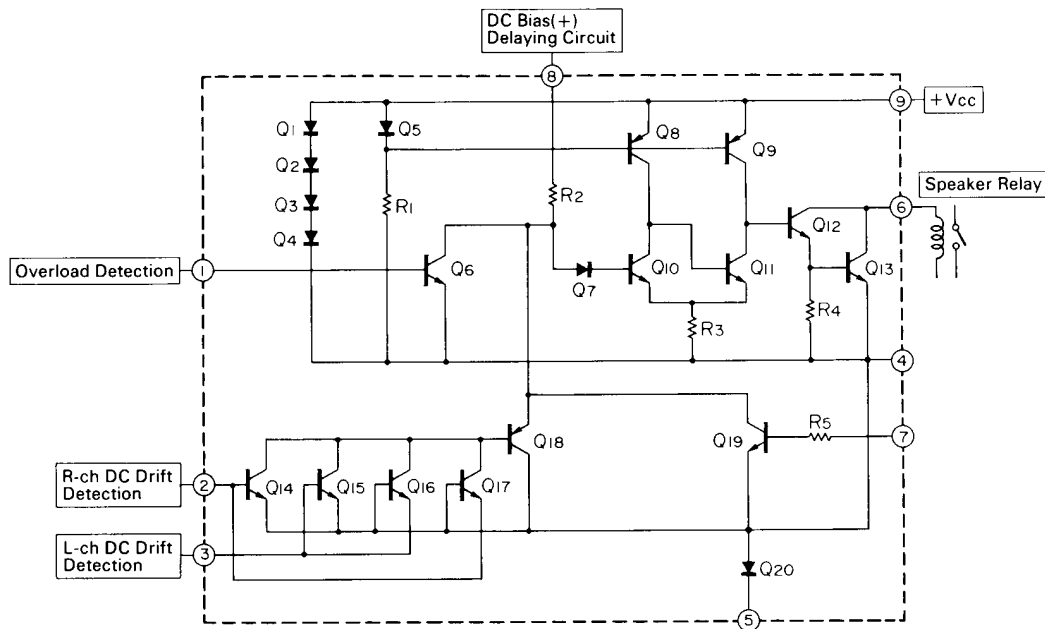 DC Bias(+)
Delaying Circuit
8
9
+Vcc
Q1
Q5
Q8
Q9
Q2
Q3
R1
R2
Speaker Relay
6
Q4
Q12
Overload Detection
1
Q6
Q7
Q10
Q11
Q13
R3
R4
4
R5
7
Q18
Q19
R-ch DC Drift
Detection
2
Q14
Q15
Q16
Q17
L-ch DC Drift
Detection
3
Q20
5